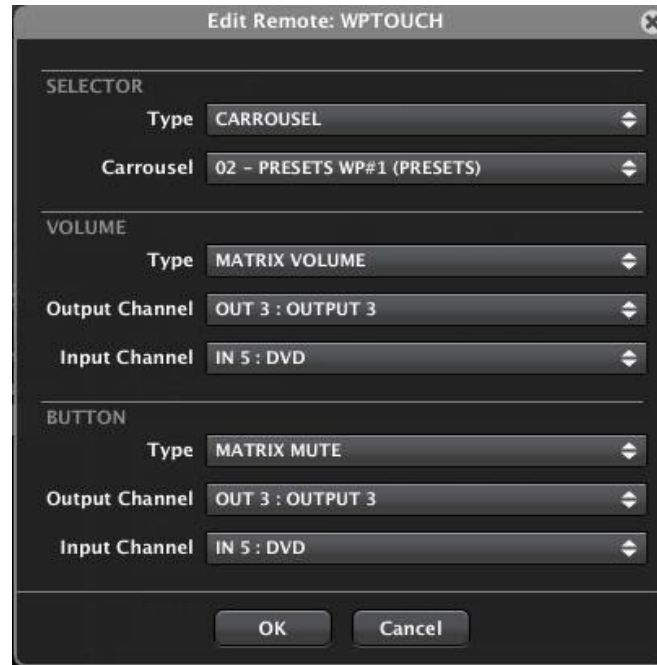 Edit Remote: WPTOUCH
SELECTOR
Type CARROUSEL
Carrousel 02 - PRESETS WP#1 (PRESETS)
VOLUME
Type MATRIX VOLUME
Output Channel OUT 3 : OUTPUT 3
Input Channel IN 5 : DVD
BUTTON
Type MATRIX MUTE
Output Channel OUT 3 : OUTPUT 3
Input Channel IN 5 : DVD
OK Cancel